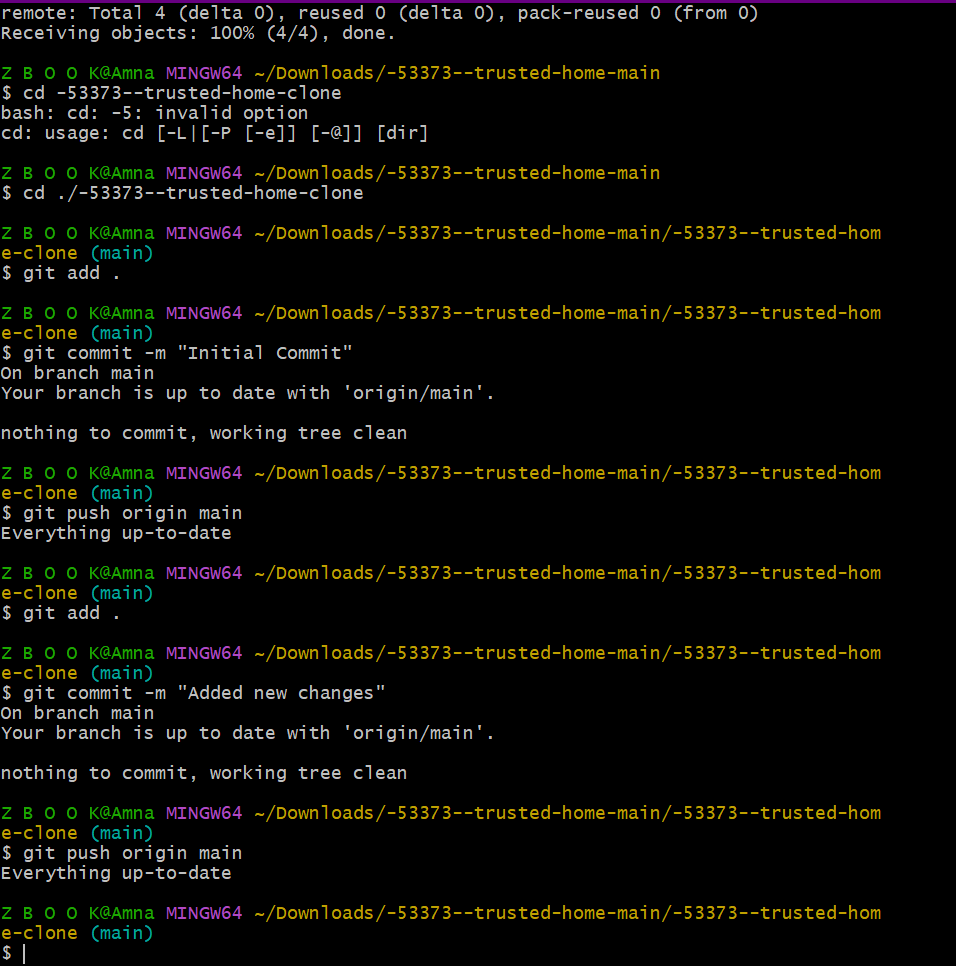 remote: Total 4 (delta 0), reused 0 (delta 0), pack-reused 0 (from 0)
Receiving objects: 100% (4/4), done.
Z B O O K@Amna MINGW64 ~/Downloads/-53373--trusted-home-main
$ cd -53373--trusted-home-clone
bash: cd: -5: invalid option
cd: usage: cd [-L|[-P [-e]] [-@]] [dir]
Z B O O K@Amna MINGW64 ~/Downloads/-53373--trusted-home-main
$ cd ./-53373--trusted-home-clone
Z B O O K@Amna MINGW64 ~/Downloads/-53373--trusted-home-main/-53373--trusted-hom
e-clone (main)
$ git add .
Z B O O K@Amna MINGW64 ~/Downloads/-53373--trusted-home-main/-53373--trusted-hom
e-clone (main)
$ git commit -m "Initial Commit"
On branch main
Your branch is up to date with 'origin/main'.
nothing to commit, working tree clean
Z B O O K@Amna MINGW64 ~/Downloads/-53373--trusted-home-main/-53373--trusted-hom
e-clone (main)
$ git push origin main
Everything up-to-date
Z B O O K@Amna MINGW64 ~/Downloads/-53373--trusted-home-main/-53373--trusted-hom
e-clone (main)
$ git add .
Z B O O K@Amna MINGW64 ~/Downloads/-53373--trusted-home-main/-53373--trusted-hom
e-clone (main)
$ git commit -m "Added new changes"
On branch main
Your branch is up to date with 'origin/main'.
nothing to commit, working tree clean
Z B O O K@Amna MINGW64 ~/Downloads/-53373--trusted-home-main/-53373--trusted-hom
e-clone (main)
$ git push origin main
Everything up-to-date
Z B O O K@Amna MINGW64 ~/Downloads/-53373--trusted-home-main/-53373--trusted-hom
e-clone (main)
$